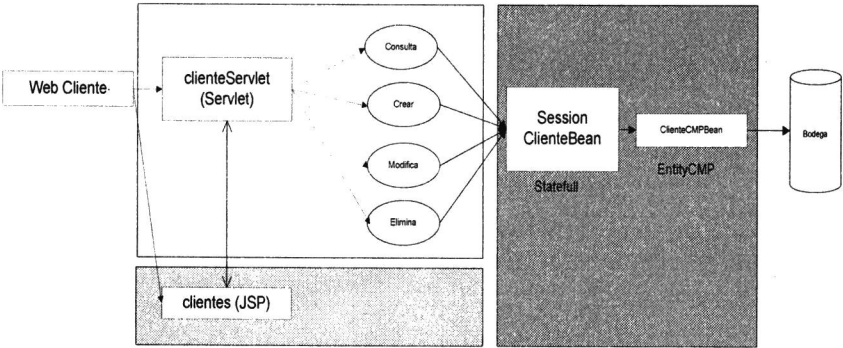 Consulta
clienteServlet
(Servlet)
Web Cliente
Crear
Session
ClienteBean
ClienteCMPBean
Bodega
Modifica
EntityCMP
Statefull
Elimina
clientes (JSP)